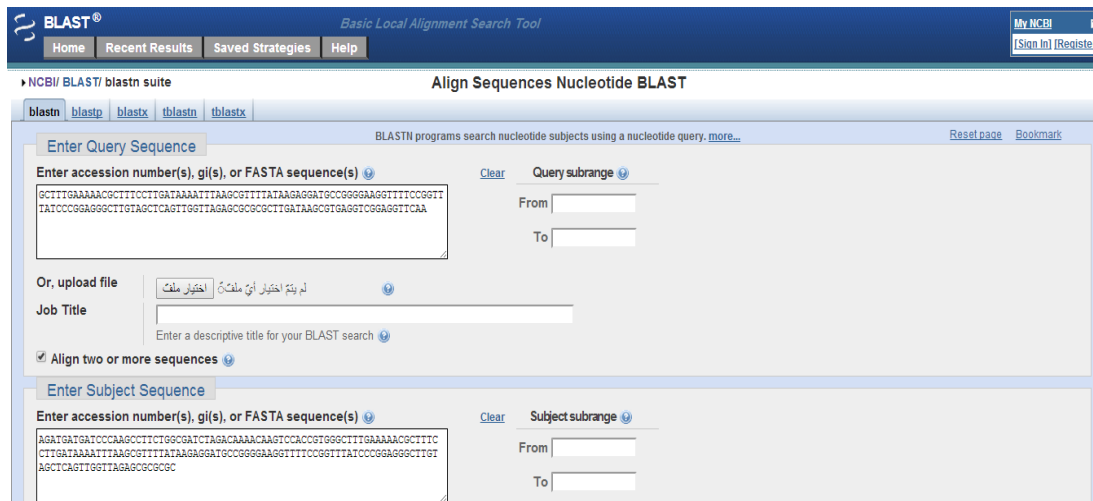 BLAST® Basic Local Alignment Search Tool My NCBI
Home Recent Results Saved Strategies Help [Sign In] [Registe
NCBI/ BLAST/ blastn suite Align Sequences Nucleotide BLAST
blastn blastp blastx tblastn tblastx
BLASTN programs search nucleotide subjects using a nucleotide query. more... Reset page Bookmark
Enter Query Sequence
Enter accession number(s), gi(s), or FASTA sequence(s) Clear Query subrange
GCTTTGAAAAACGCTTTCCTTGATAAAATTTAAGCGTTTTATAAGAGGATGCCGGGGAAGGTTTTCCGGTT
TATCCCGGAGGGCTTGTAGCTCAGTTGGTTAGAGCGCGCGCTTGATAAGCGTGAGGTCGGAGGTTCAA
From
To
Or, upload file اختيار ملفّ لم يتمّ اختيار أيّ ملفّ
Job Title
Enter a descriptive title for your BLAST search
Align two or more sequences
Enter Subject Sequence
Enter accession number(s), gi(s), or FASTA sequence(s) Clear Subject subrange
AGATGATGATCCCAAGCCTTCTGGCGATCTAGACAAAACAAGTCCACCGTGGGCTTTGAAAAACGCTTTC
CTTGATAAAATTTAAGCGTTTTATAAGAGGATGCCGGGGAAGGTTTTCCGGTTTATCCCGGAGGGCTTGT
AGCTCAGTTGGTTAGAGCGCGCGC
From
To